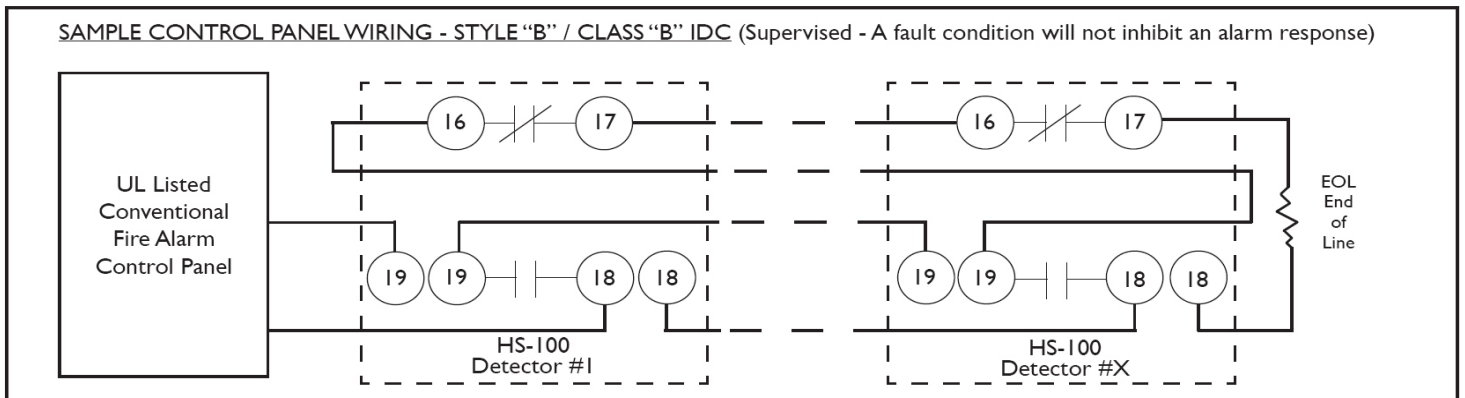 SAMPLE CONTROL PANEL WIRING - STYLE “B” / CLASS “B” IDC (Supervised - A fault condition will not inhibit an alarm response)
UL Listed
Conventional
Fire Alarm
Control Panel
16
17
19
19
18
18
HS-100
Detector #1
16
17
19
19
18
18
HS-100
Detector #X
EOL
End
of
Line